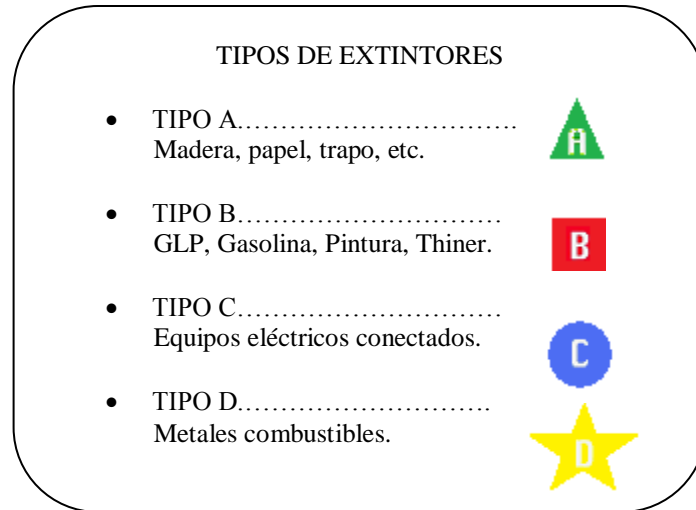 TIPOS DE EXTINTORES
• TIPO A................................ A
Madera, papel, trapo, etc.
• TIPO B............................... B
GLP, Gasolina, Pintura, Thiner.
• TIPO C............................... C
Equipos eléctricos conectados.
• TIPO D.............................. D
Metales combustibles.